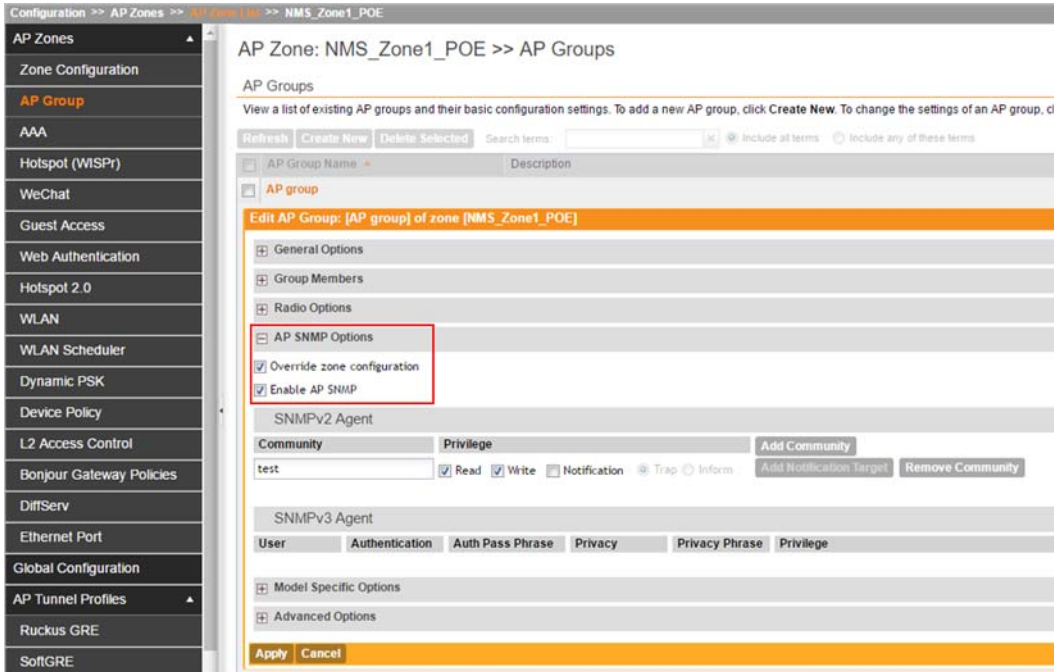 Configuration >> AP Zones >> AP Zone List >> NMS_Zone1_POE
AP Zones
Zone Configuration
AP Group
AAA
Hotspot (WISPr)
WeChat
Guest Access
Web Authentication
Hotspot 2.0
WLAN
WLAN Scheduler
Dynamic PSK
Device Policy
L2 Access Control
Bonjour Gateway Policies
DiffServ
Ethernet Port
Global Configuration
AP Tunnel Profiles
Ruckus GRE
SoftGRE
AP Zone: NMS_Zone1_POE >> AP Groups
AP Groups
View a list of existing AP groups and their basic configuration settings. To add a new AP group, click Create New. To change the settings of an AP group, c
Refresh Create New Delete Selected Search terms: x Include all terms Include any of these terms
AP Group Name Description
AP group
Edit AP Group: [AP group] of zone [NMS_Zone1_POE]
General Options
Group Members
Radio Options
AP SNMP Options
Override zone configuration
Enable AP SNMP
SNMPv2 Agent
Community Privilege Add Community
test Read Write Notification Trap Inform Add Notification Target Remove Community
SNMPv3 Agent
User Authentication Auth Pass Phrase Privacy Privacy Phrase Privilege
Model Specific Options
Advanced Options
Apply Cancel